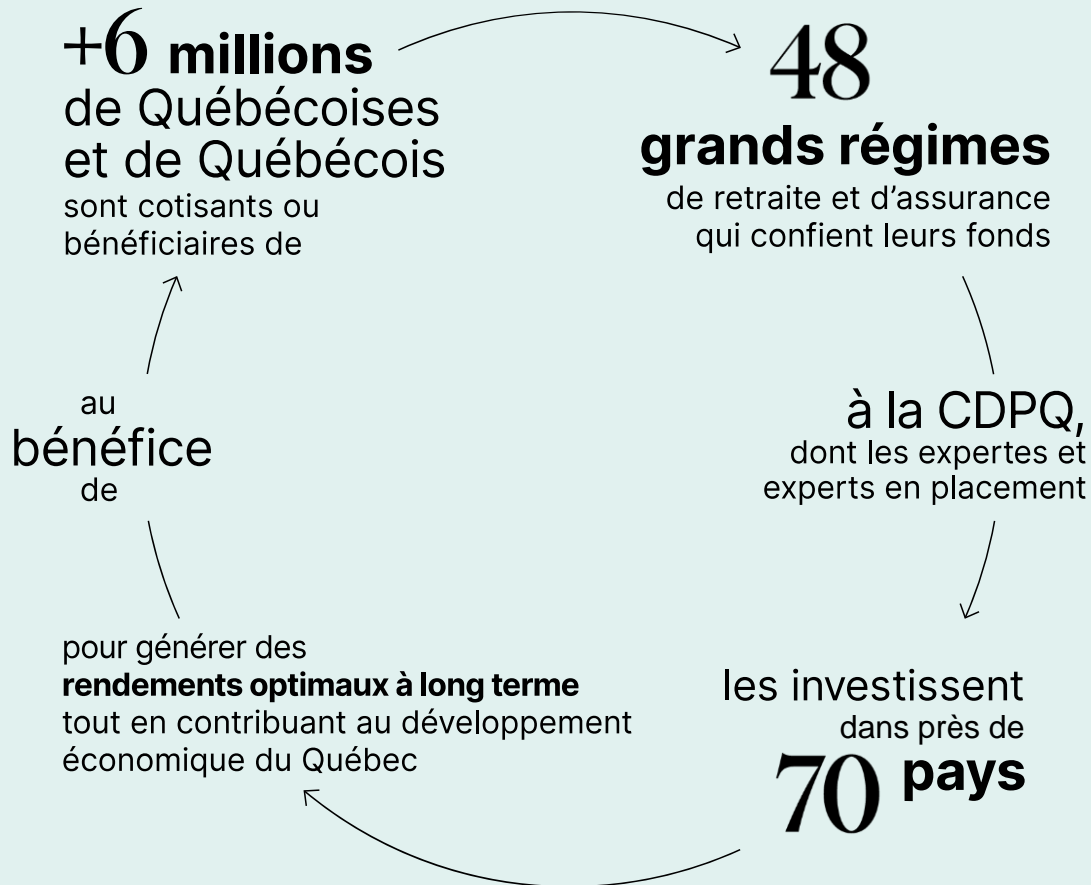 +6 millions
de Québécoises
et de Québécois
sont cotisants ou
bénéficiaires de
48
grands régimes
de retraite et d'assurance
qui confient leurs fonds
à la CDPQ,
dont les expertes et
experts en placement
les investissent
dans près de
70 pays
pour générer des
rendements optimaux à long terme
tout en contribuant au développement
économique du Québec
au
bénéfice
de